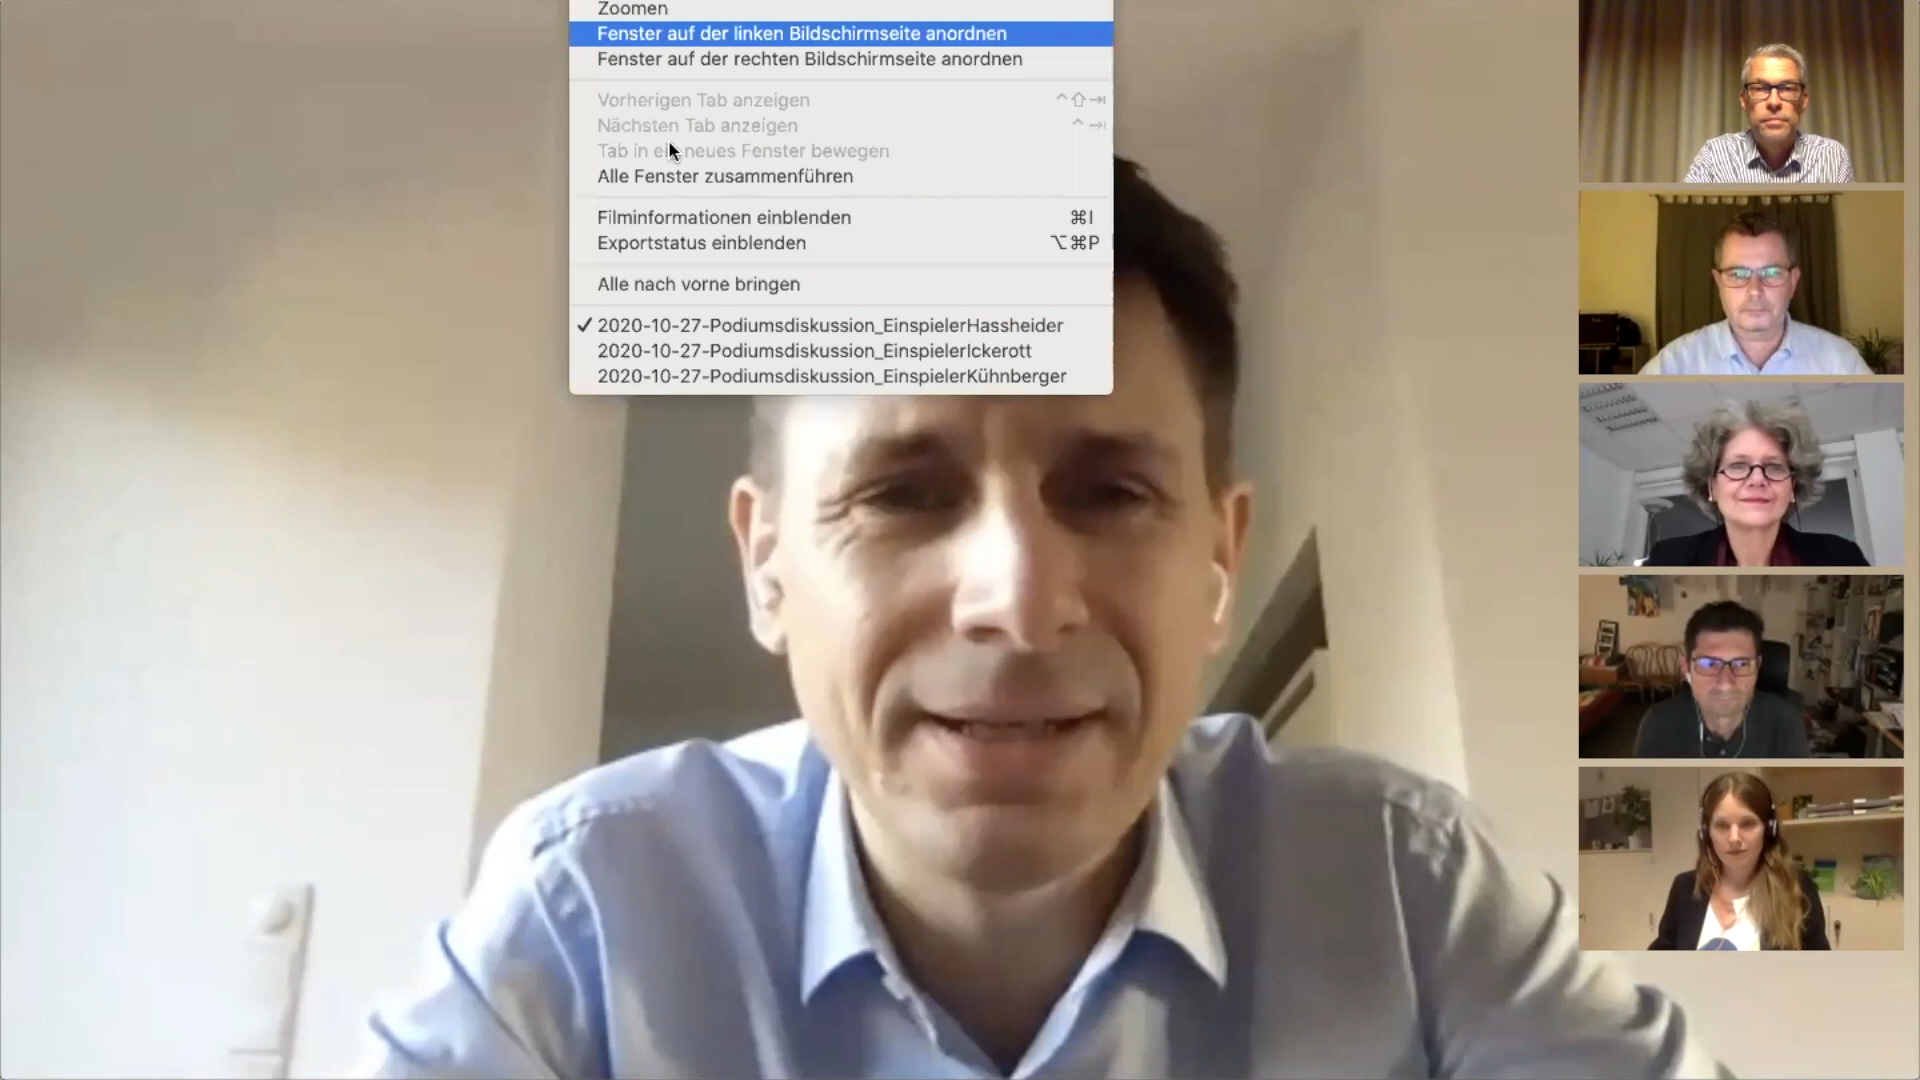 Zoomen
Fenster auf der linken Bildschirmseite anordnen
Fenster auf der rechten Bildschirmseite anordnen
Vorherigen Tab anzeigen ⌃⇧⇥
Nächsten Tab anzeigen ⌃⇥
Tab in ein neues Fenster bewegen
Alle Fenster zusammenführen
Filminformationen einblenden ⌘I
Exportstatus einblenden ⌥⌘P
Alle nach vorne bringen
✓ 2020-10-27-Podiumsdiskussion_EinspielerHassheider
2020-10-27-Podiumsdiskussion_EinspielerIckerott
2020-10-27-Podiumsdiskussion_EinspielerKühnberger